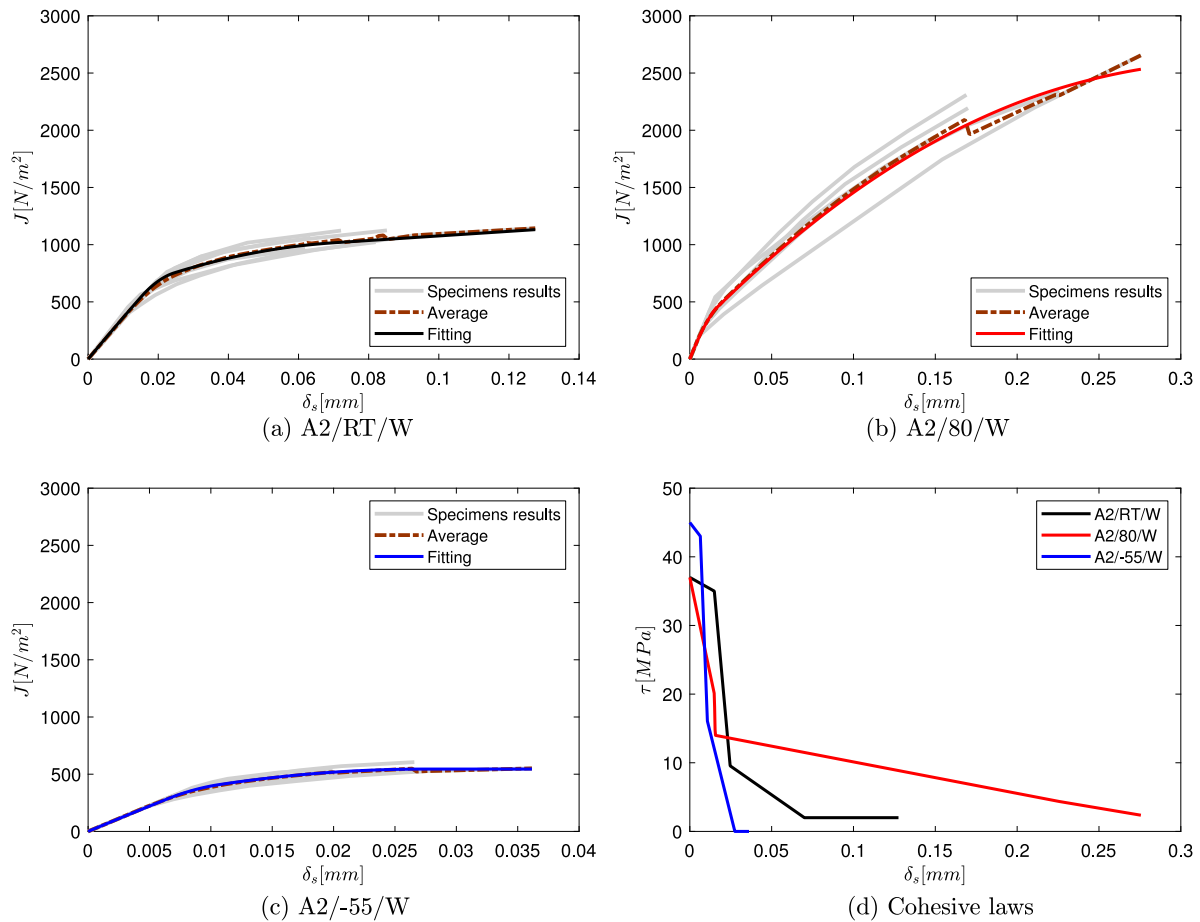 3000
2500
2000
1500
1000
500
0
J[N/m²]
Specimens results
Average
Fitting
0 0.02 0.04 0.06 0.08 0.1 0.12 0.14
δs[mm]
(a) A2/RT/W
3000
2500
2000
1500
1000
500
0
J[N/m²]
Specimens results
Average
Fitting
0 0.05 0.1 0.15 0.2 0.25 0.3
δs[mm]
(b) A2/80/W
3000
2500
2000
1500
1000
500
0
J[N/m²]
Specimens results
Average
Fitting
0 0.005 0.01 0.015 0.02 0.025 0.03 0.035 0.04
δs[mm]
(c) A2/-55/W
50
40
30
20
10
0
τ[MPa]
A2/RT/W
A2/80/W
A2/-55/W
0 0.05 0.1 0.15 0.2 0.25 0.3
δs[mm]
(d) Cohesive laws